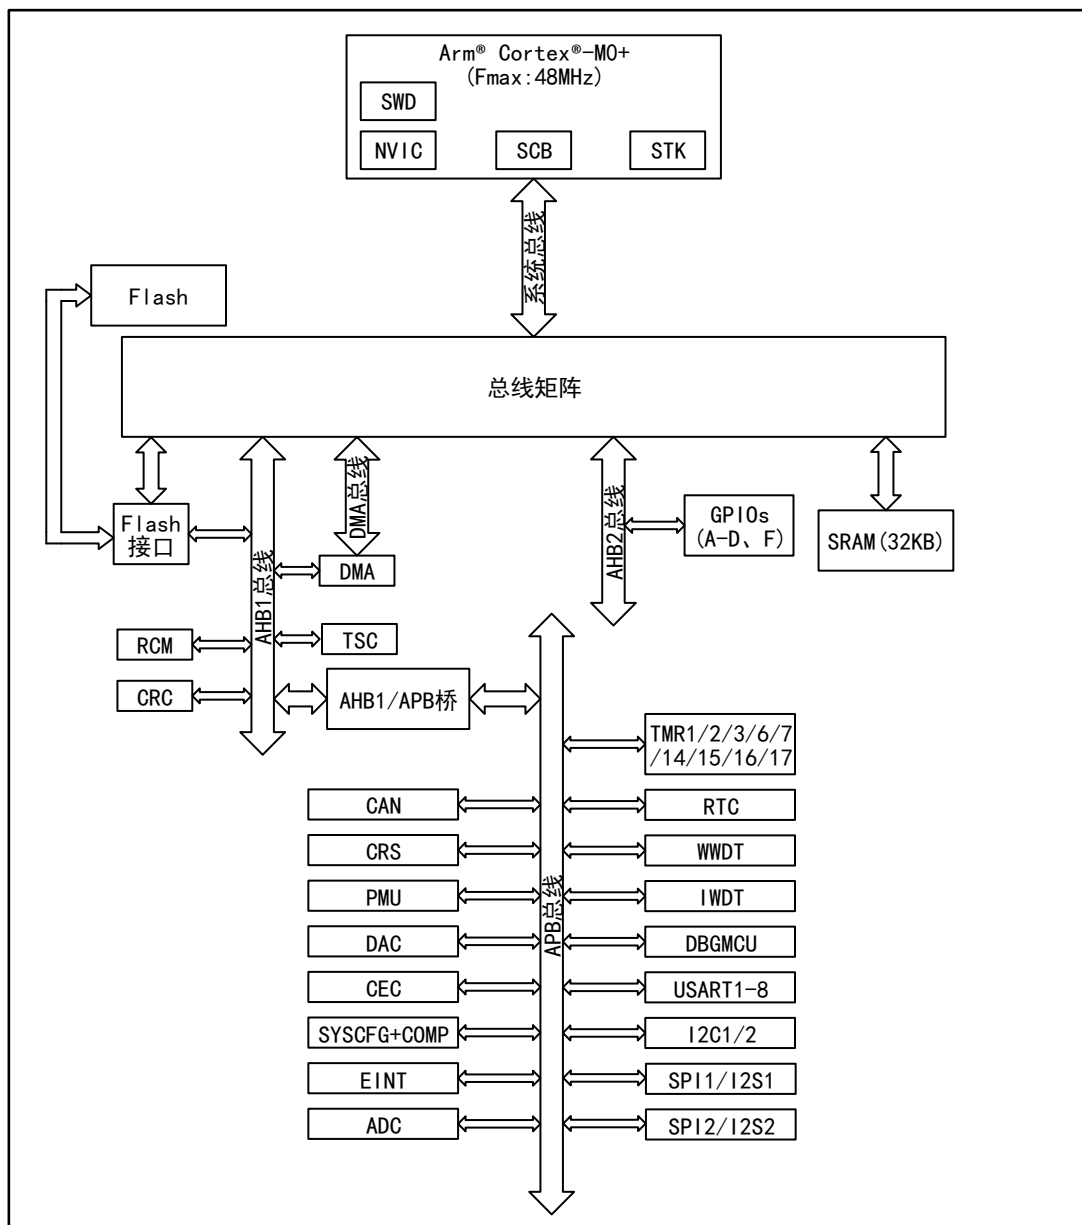 Arm® Cortex®-M0+
(Fmax:48MHz)
SWD
NVIC
SCB
STK
系统总线
Flash
总线矩阵
DMA总线
Flash
接口
AHB1总线
DMA
AHB2总线
GPIOs
(A-D、F)
SRAM(32KB)
RCM
TSC
CRC
AHB1/APB桥
TMR1/2/3/6/7
/14/15/16/17
CAN
RTC
CRS
WWDT
PMU
IWDT
APB总线
DAC
DBGMCU
CEC
USART1-8
SYSCFG+COMP
I2C1/2
EINT
SPI1/I2S1
ADC
SPI2/I2S2